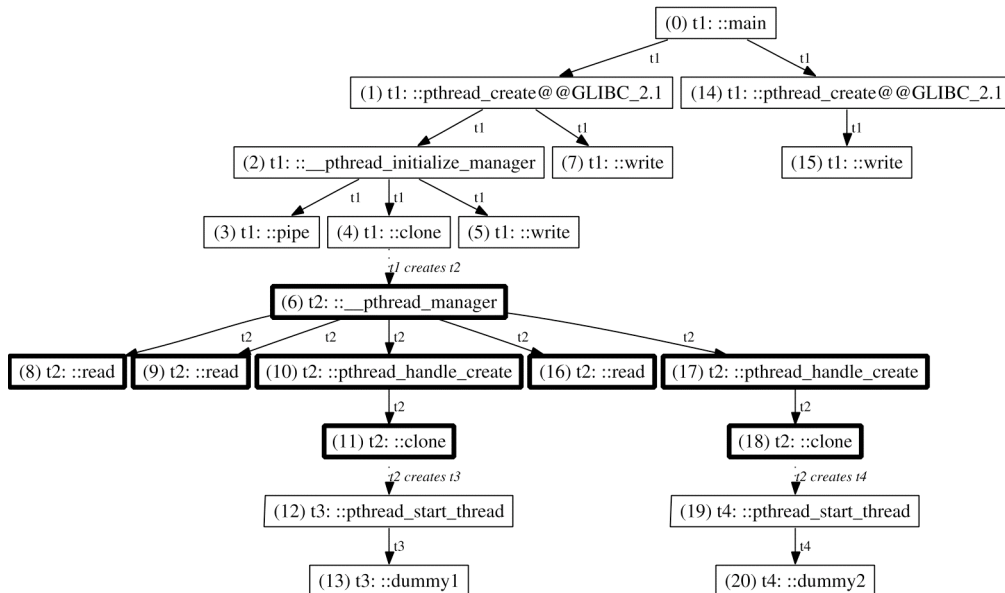 (0) t1: ::main
t1
t1
(1) t1: ::pthread_create@@GLIBC_2.1
(14) t1: ::pthread_create@@GLIBC_2.1
t1
t1
t1
(2) t1: ::__pthread_initialize_manager
(7) t1: ::write
(15) t1: ::write
t1
t1
t1
(3) t1: ::pipe
(4) t1: ::clone
(5) t1: ::write
t1 creates t2
(6) t2: ::__pthread_manager
t2
t2
t2
t2
t2
(8) t2: ::read
(9) t2: ::read
(10) t2: ::pthread_handle_create
(16) t2: ::read
(17) t2: ::pthread_handle_create
t2
t2
(11) t2: ::clone
(18) t2: ::clone
t2 creates t3
t2 creates t4
(12) t3: ::pthread_start_thread
(19) t4: ::pthread_start_thread
t3
t4
(13) t3: ::dummy1
(20) t4: ::dummy2